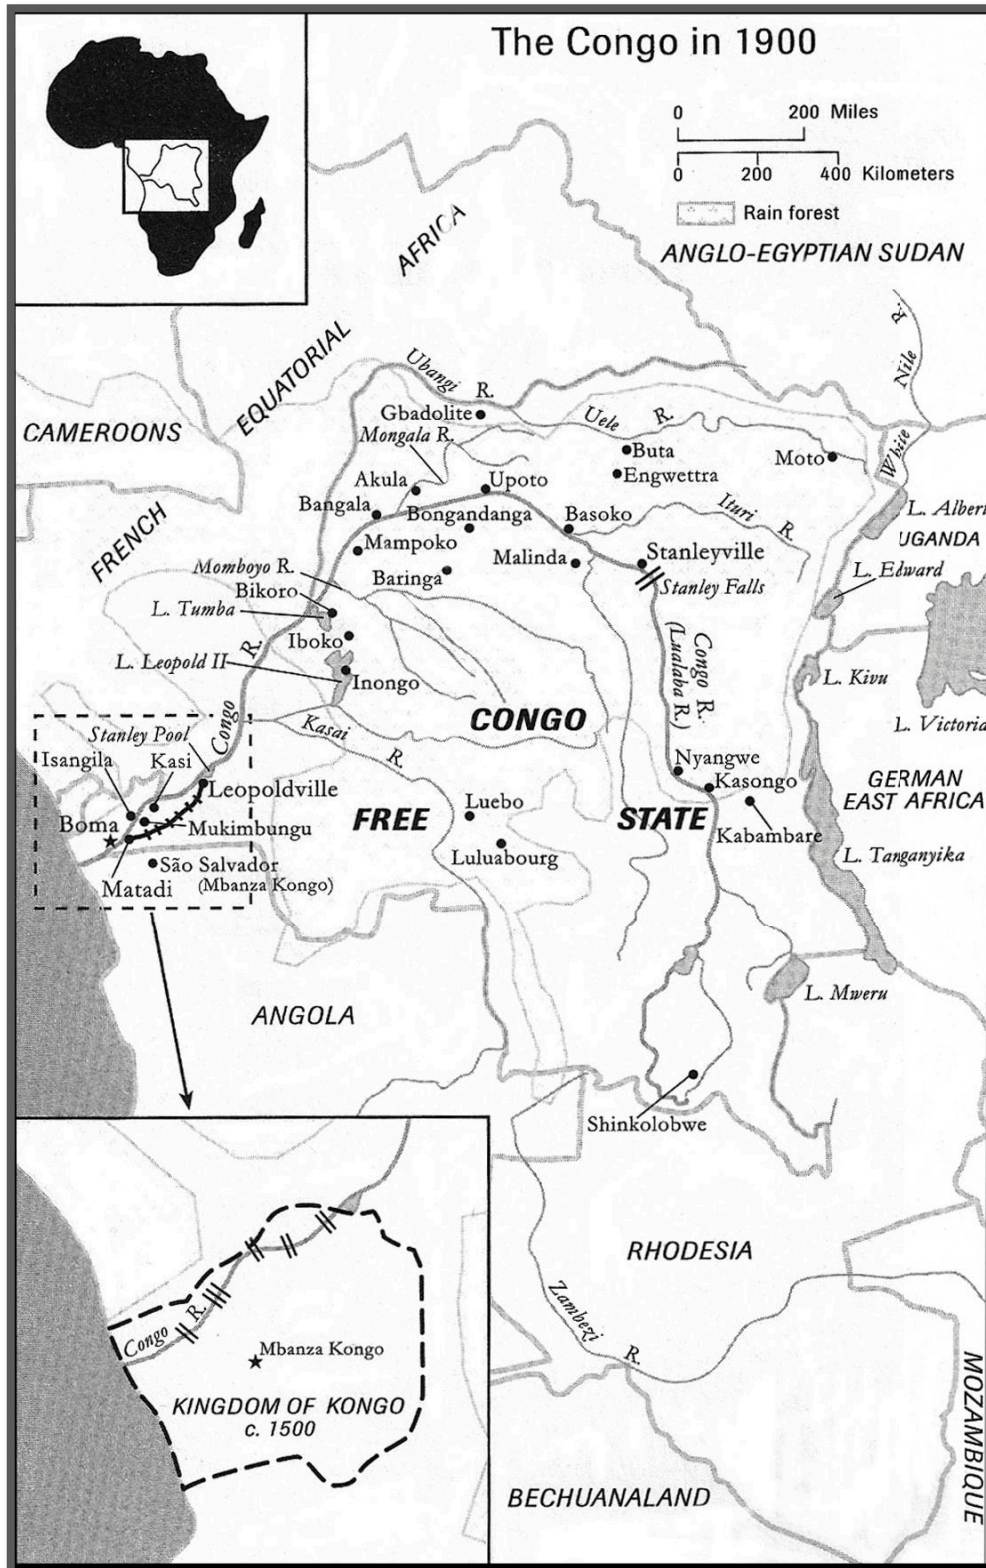 The Congo in 1900
0 200 Miles
0 200 400 Kilometers
Rain forest
ANGLO-EGYPTIAN SUDAN
AFRICA
EQUATORIAL
FRENCH
CAMEROONS
White Nile R.
Ubangi R.
Gbadolite
Uele R.
Mongala R.
Buta
Moto
Engwettra
Akula
Upoto
Bangala
Bongandanga
Basoko
Ituri R.
L. Albert
UGANDA
Mampoko
Malinda
Stanleyville
Momboyo R.
Baringa
Stanley Falls
L. Edward
Bikoro
L. Tumba
Iboko
L. Leopold II
Inongo
Congo R.
(Lualaba R.)
L. Kivu
L. Victoria
Congo R.
CONGO
Kasai R.
Stanley Pool
Isangila
Kasi
Leopoldville
Nyangwe
Kasongo
GERMAN
EAST AFRICA
Boma
Mukimbungu
FREE
Luebo
STATE
Kabambare
Luluabourg
L. Tanganyika
São Salvador
(Mbanza Kongo)
Matadi
ANGOLA
L. Mweru
Shinkolobwe
RHODESIA
Zambezi R.
Congo R.
Mbanza Kongo
KINGDOM OF KONGO
c. 1500
BECHUANALAND
MOZAMBIQUE